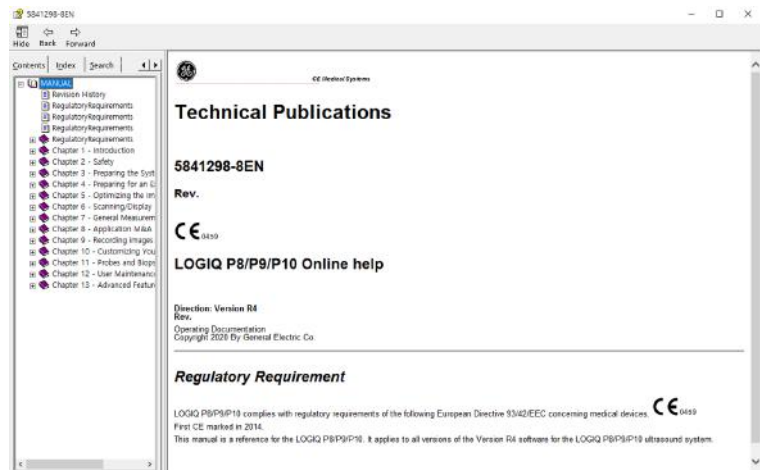 5841298-8EN
Hide Back Forward
Contents Index Search
MANUAL
Revision History
RegulatoryRequirements
RegulatoryRequirements
RegulatoryRequirements
RegulatoryRequirements
Chapter 1 - Introduction
Chapter 2 - Safety
Chapter 3 - Preparing the Syst
Chapter 4 - Preparing for an E
Chapter 5 - Optimizing the Im
Chapter 6 - Scanning/Display
Chapter 7 - General Measurem
Chapter 8 - Application M&A
Chapter 9 - Recording Images
Chapter 10 - Customizing You
Chapter 11 - Probes and Biops
Chapter 12 - User Maintenanc
Chapter 13 - Advanced Featur
GE Medical Systems
Technical Publications
5841298-8EN
Rev.
CE 0459
LOGIQ P8/P9/P10 Online help
Direction: Version R4
Rev.
Operating Documentation
Copyright 2020 By General Electric Co.
Regulatory Requirement
LOGIQ P8/P9/P10 complies with regulatory requirements of the following European Directive 93/42/EEC concerning medical devices. CE 0459
First CE marked in 2014.
This manual is a reference for the LOGIQ P8/P9/P10. It applies to all versions of the Version R4 software for the LOGIQ P8/P9/P10 ultrasound system.